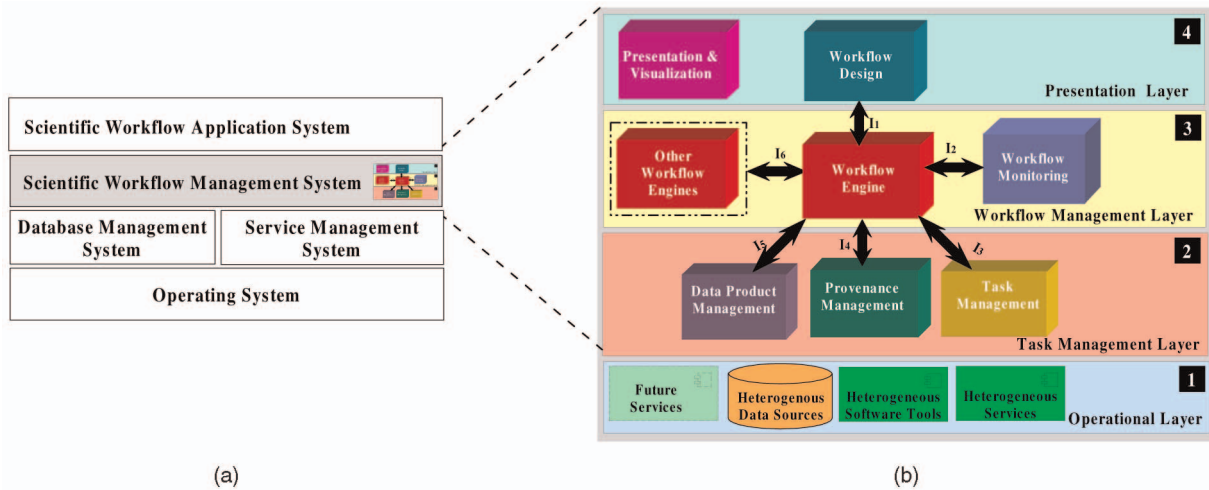 Scientific Workflow Application System
Scientific Workflow Management System
Database Management
System
Service Management
System
Operating System
(a)
4
Presentation &
Visualization
Workflow
Design
Presentation Layer
I1
3
Other
Workflow
Engines
I6
Workflow
Engine
I2
Workflow
Monitoring
Workflow Management Layer
I5
I4
I3
2
Data Product
Management
Provenance
Management
Task
Management
Task Management Layer
1
Future
Services
Heterogenous
Data Sources
Heterogeneous
Software Tools
Heterogeneous
Services
Operational Layer
(b)